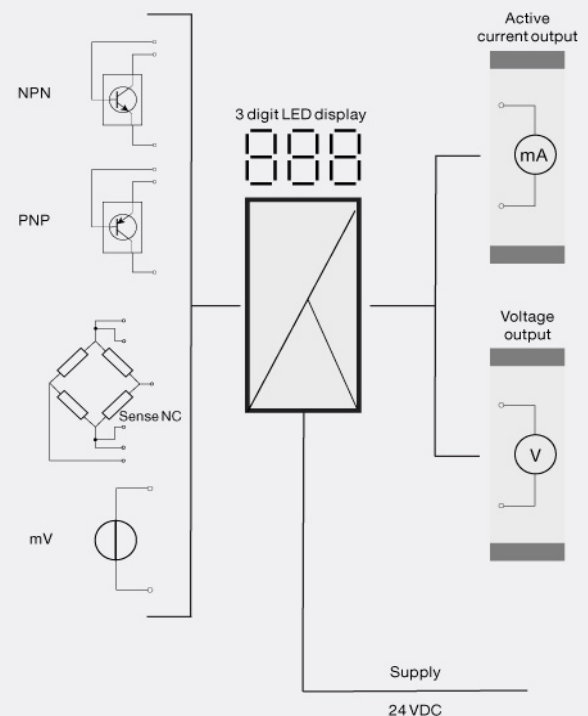 Active
current output
NPN
3 digit LED display
mA
PNP
Voltage
output
Sense NC
V
mV
Supply
24 VDC